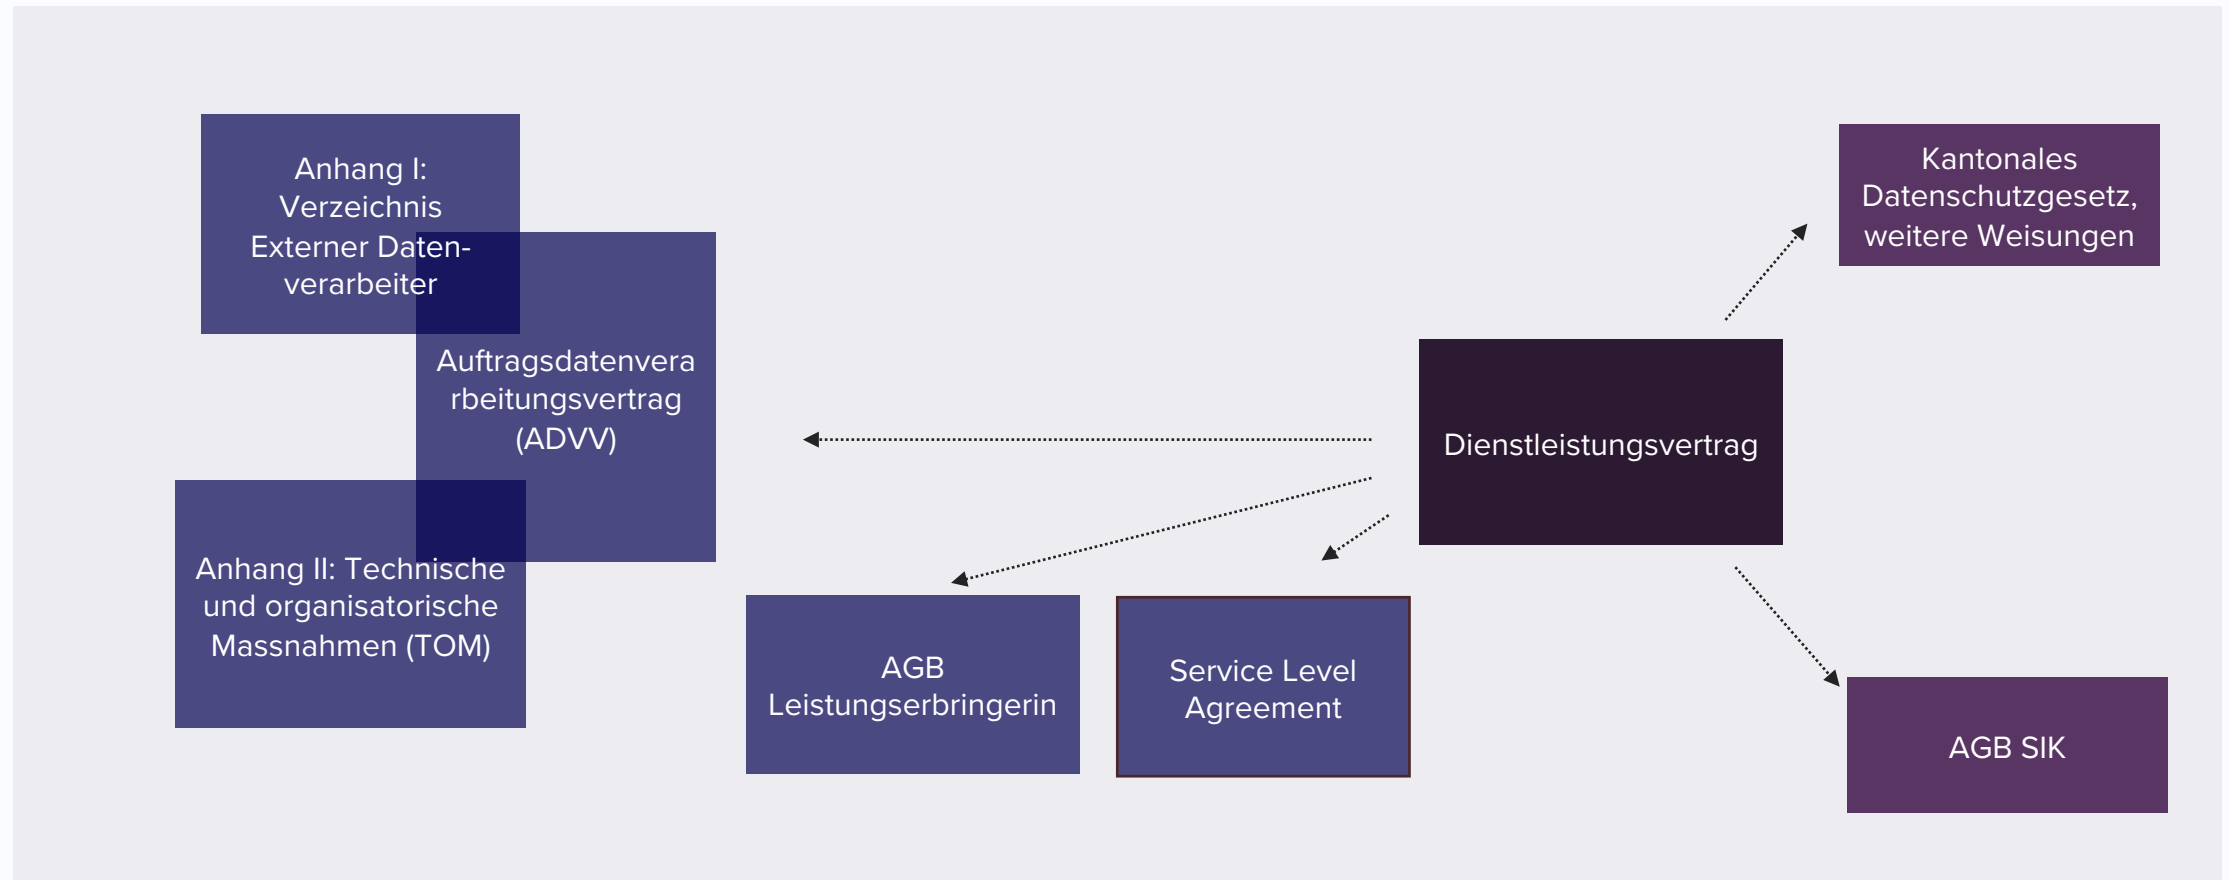 Anhang I:
Verzeichnis
Externer Daten-
verarbeiter
Auftragsdatenvera
rbeitungsvertrag
(ADVV)
Anhang II: Technische
und organisatorische
Massnahmen (TOM)
AGB
Leistungserbringerin
Service Level
Agreement
Dienstleistungsvertrag
Kantonales
Datenschutzgesetz,
weitere Weisungen
AGB SIK